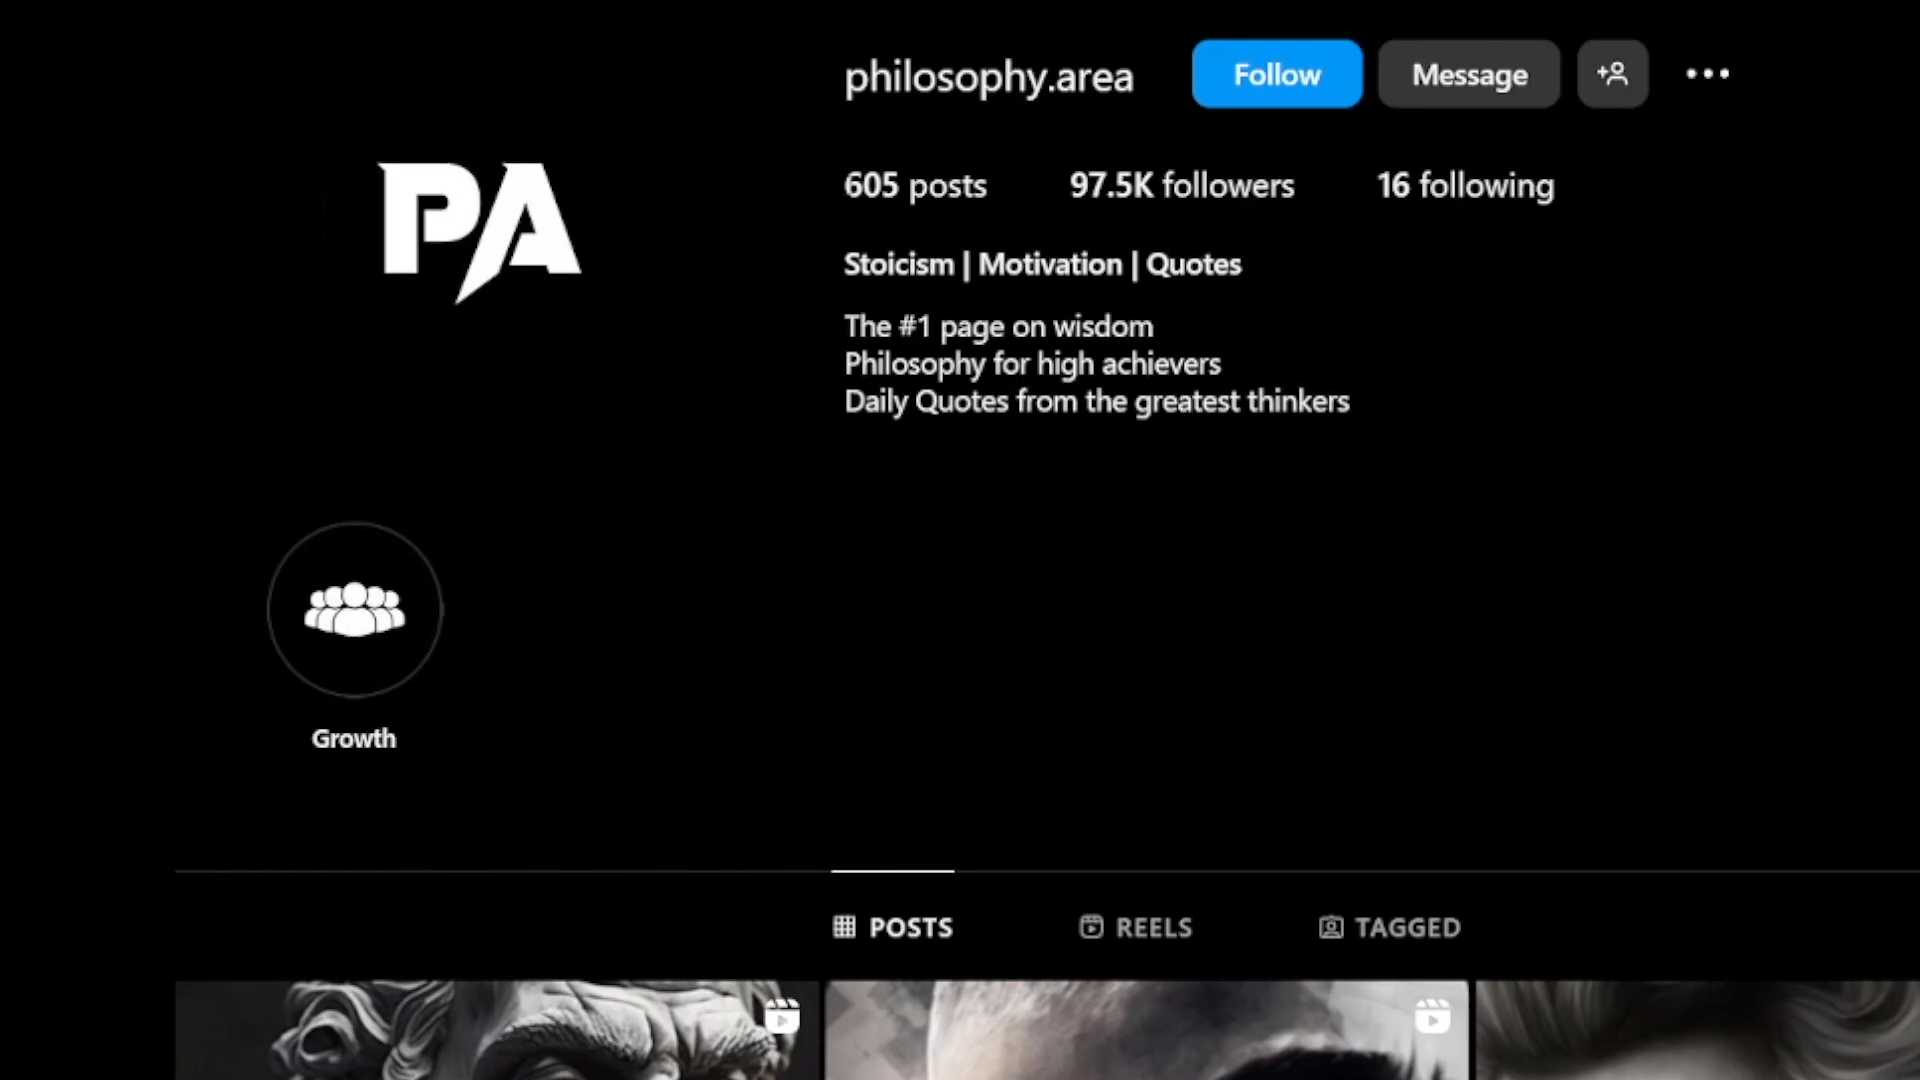 philosophy.area Follow Message
PA
605 posts 97.5K followers 16 following
Stoicism | Motivation | Quotes
The #1 page on wisdom
Philosophy for high achievers
Daily Quotes from the greatest thinkers
Growth
POSTS REELS TAGGED